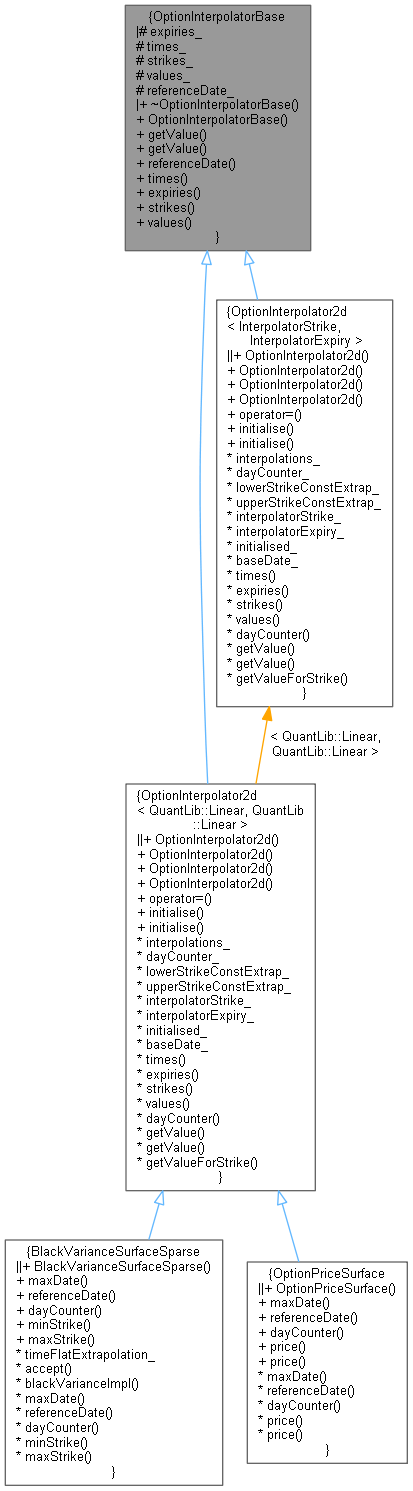 {OptionInterpolatorBase
|# expiries_
# times_
# strikes_
# values_
# referenceDate_
|+ ~OptionInterpolatorBase()
+ OptionInterpolatorBase()
+ getValue()
+ getValue()
+ referenceDate()
+ times()
+ expiries()
+ strikes()
+ values()
}
{OptionInterpolator2d
< InterpolatorStrike,
InterpolatorExpiry >
||+ OptionInterpolator2d()
+ OptionInterpolator2d()
+ OptionInterpolator2d()
+ OptionInterpolator2d()
+ operator=()
+ initialise()
+ initialise()
* interpolations_
* dayCounter_
* lowerStrikeConstExtrap_
* upperStrikeConstExtrap_
* interpolatorStrike_
* interpolatorExpiry_
* initialised_
* baseDate_
* times()
* expiries()
* strikes()
* values()
* dayCounter()
* getValue()
* getValue()
* getValueForStrike()
}
< QuantLib::Linear,
QuantLib::Linear >
{OptionInterpolator2d
< QuantLib::Linear, QuantLib
::Linear >
||+ OptionInterpolator2d()
+ OptionInterpolator2d()
+ OptionInterpolator2d()
+ OptionInterpolator2d()
+ operator=()
+ initialise()
+ initialise()
* interpolations_
* dayCounter_
* lowerStrikeConstExtrap_
* upperStrikeConstExtrap_
* interpolatorStrike_
* interpolatorExpiry_
* initialised_
* baseDate_
* times()
* expiries()
* strikes()
* values()
* dayCounter()
* getValue()
* getValue()
* getValueForStrike()
}
{BlackVarianceSurfaceSparse
||+ BlackVarianceSurfaceSparse()
+ maxDate()
+ referenceDate()
+ dayCounter()
+ minStrike()
+ maxStrike()
* timeFlatExtrapolation_
* accept()
* blackVarianceImpl()
* maxDate()
* referenceDate()
* dayCounter()
* minStrike()
* maxStrike()
}
{OptionPriceSurface
||+ OptionPriceSurface()
+ maxDate()
+ referenceDate()
+ dayCounter()
+ price()
+ price()
* maxDate()
* referenceDate()
* dayCounter()
* price()
* price()
}